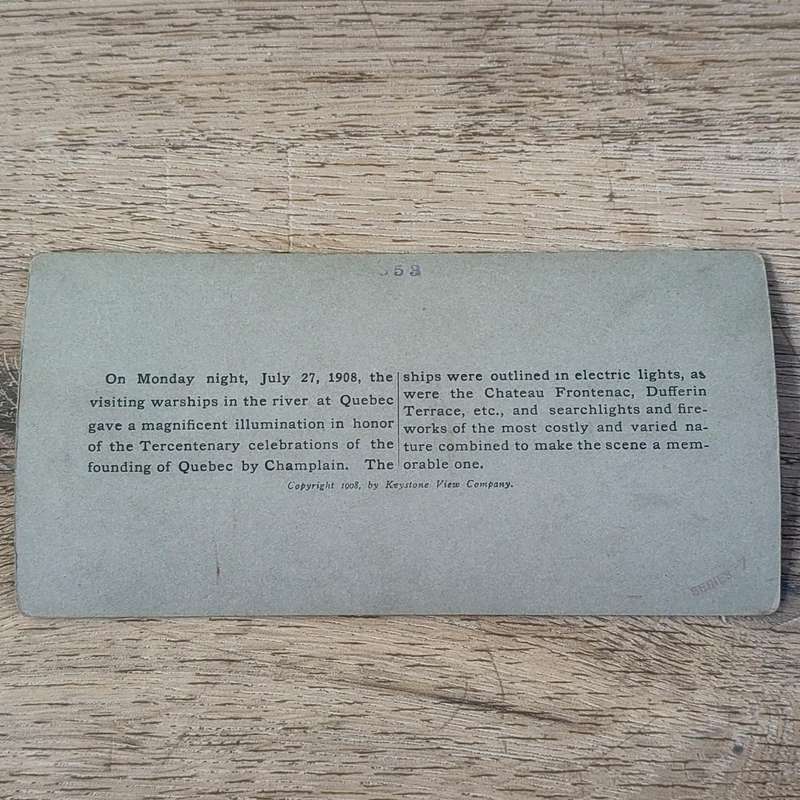 53
On Monday night, July 27, 1908, the
visiting warships in the river at Quebec
gave a magnificent illumination in honor
of the Tercentenary celebrations of the
founding of Quebec by Champlain. The
ships were outlined in electric lights, as
were the Chateau Frontenac, Dufferin
Terrace, etc., and searchlights and fire-
works of the most costly and varied na-
ture combined to make the scene a mem-
orable one.
Copyright 1908, by Keystone View Company.
SERIES